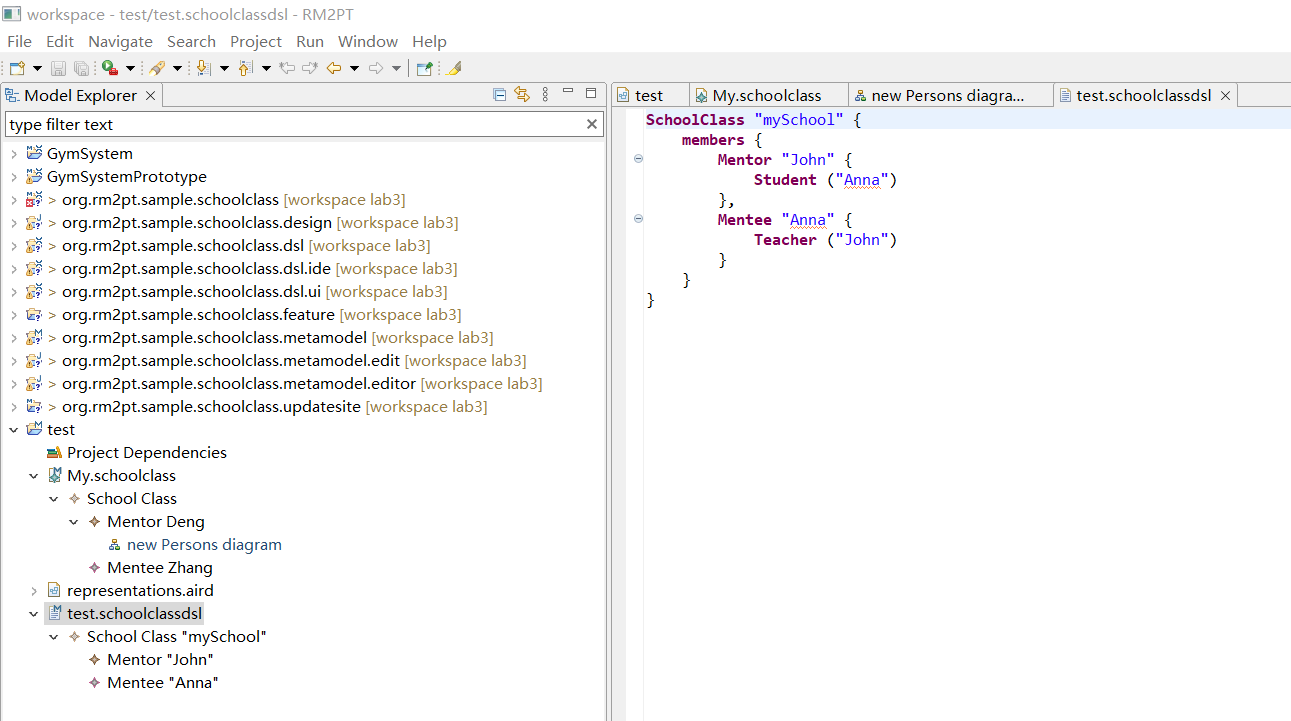 workspace - test/test.schoolclassdsl - RM2PT
File Edit Navigate Search Project Run Window Help
Model Explorer
type filter text
GymSystem
GymSystemPrototype
> org.rm2pt.sample.schoolclass [workspace lab3]
> org.rm2pt.sample.schoolclass.design [workspace lab3]
> org.rm2pt.sample.schoolclass.dsl [workspace lab3]
> org.rm2pt.sample.schoolclass.dsl.ide [workspace lab3]
> org.rm2pt.sample.schoolclass.dsl.ui [workspace lab3]
> org.rm2pt.sample.schoolclass.feature [workspace lab3]
> org.rm2pt.sample.schoolclass.metamodel [workspace lab3]
> org.rm2pt.sample.schoolclass.metamodel.edit [workspace lab3]
> org.rm2pt.sample.schoolclass.metamodel.editor [workspace lab3]
> org.rm2pt.sample.schoolclass.updatesite [workspace lab3]
test
Project Dependencies
My.schoolclass
School Class
Mentor Deng
new Persons diagram
Mentee Zhang
representations.aird
test.schoolclassdsl
School Class "mySchool"
Mentor "John"
Mentee "Anna"
test My.schoolclass new Persons diagra... test.schoolclassdsl
SchoolClass "mySchool" {
members {
Mentor "John" {
Student ("Anna")
},
Mentee "Anna" {
Teacher ("John")
}
}
}